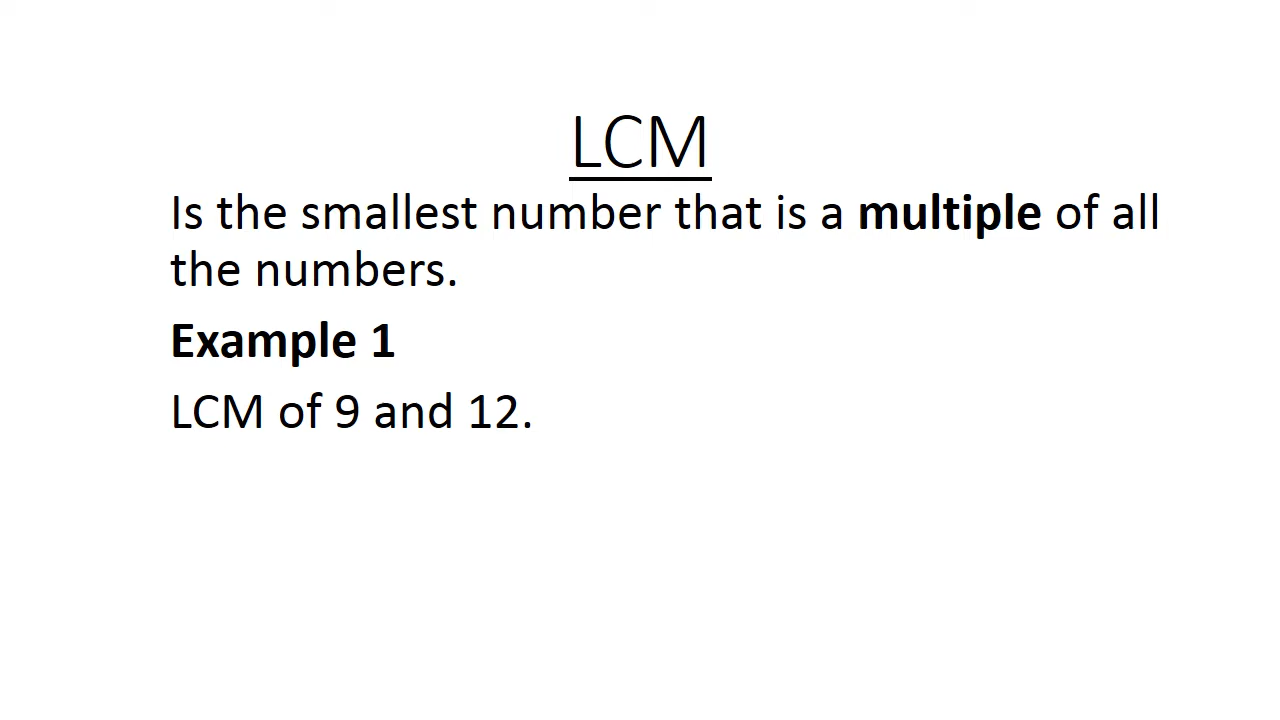 LCM
Is the smallest number that is a multiple of all
the numbers.
Example 1
LCM of 9 and 12.